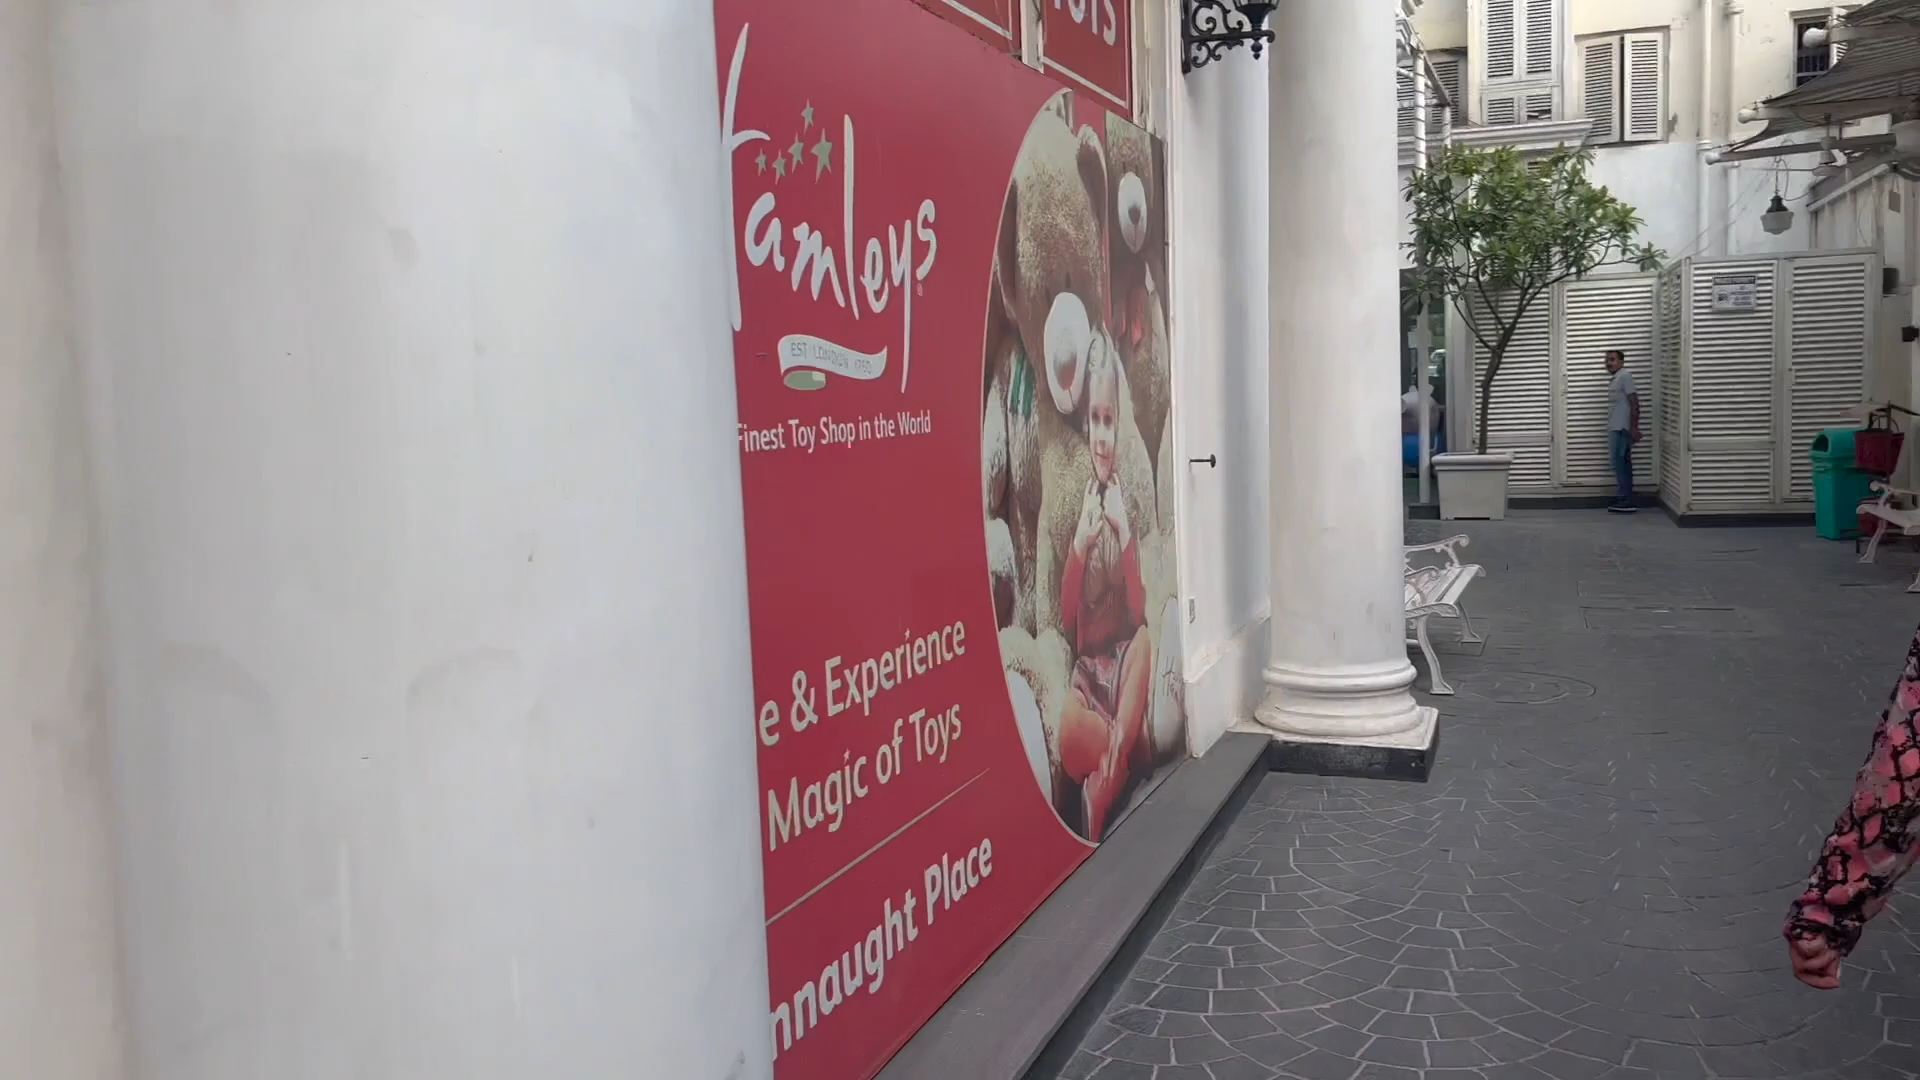 Hamleys
EST LONDON 1760
Finest Toy Shop in the World
e & Experience
Magic of Toys
nnaught Place